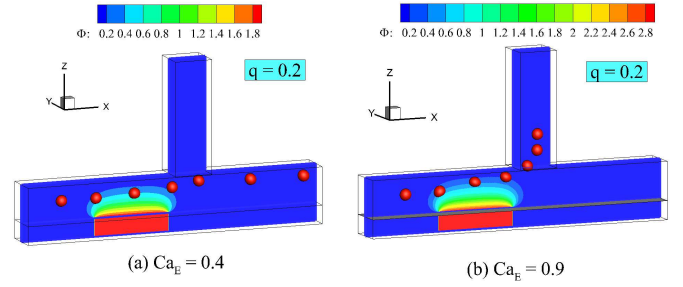 Φ: 0.2 0.4 0.6 0.8 1 1.2 1.4 1.6 1.8
q = 0.2
Z
Y
X
(a) Ca_E = 0.4
Φ: 0.2 0.6 0.8 1 1.2 1.4 1.6 1.8 2 2.2 2.4 2.6 2.8
q = 0.2
Z
Y
X
(b) Ca_E = 0.9